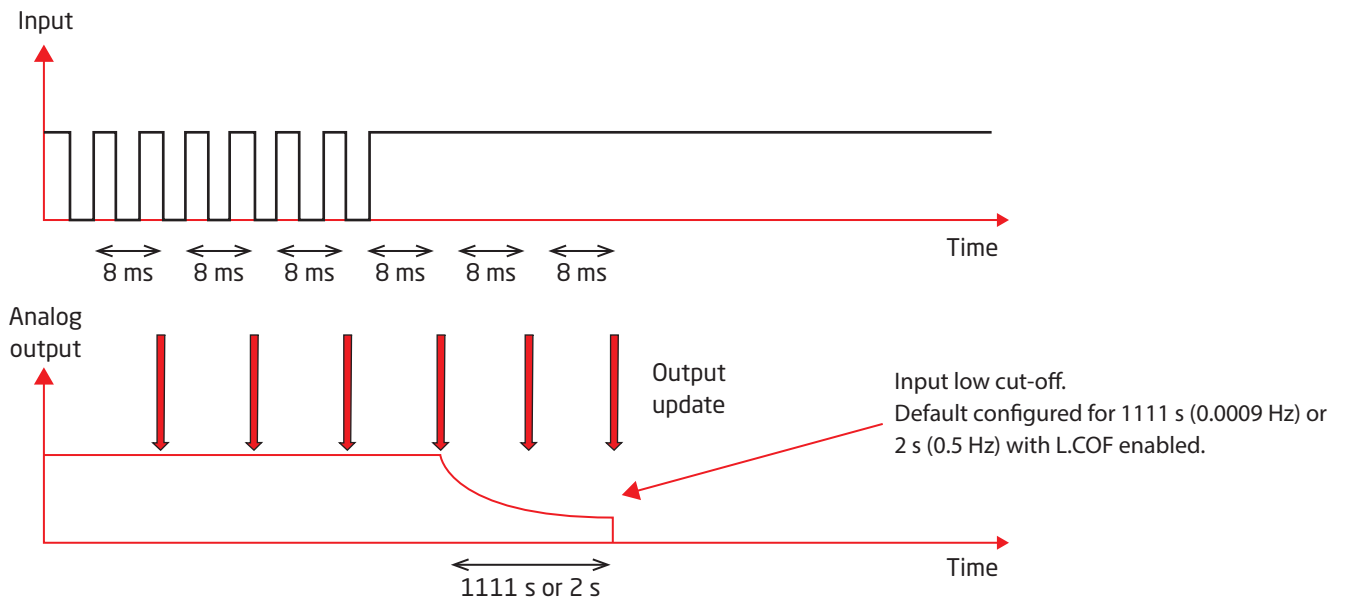 Input
Time
8 ms
8 ms
8 ms
8 ms
8 ms
8 ms
Analog
output
Output
update
Input low cut-off.
Default configured for 1111 s (0.0009 Hz) or
2 s (0.5 Hz) with L.COF enabled.
Time
1111 s or 2 s